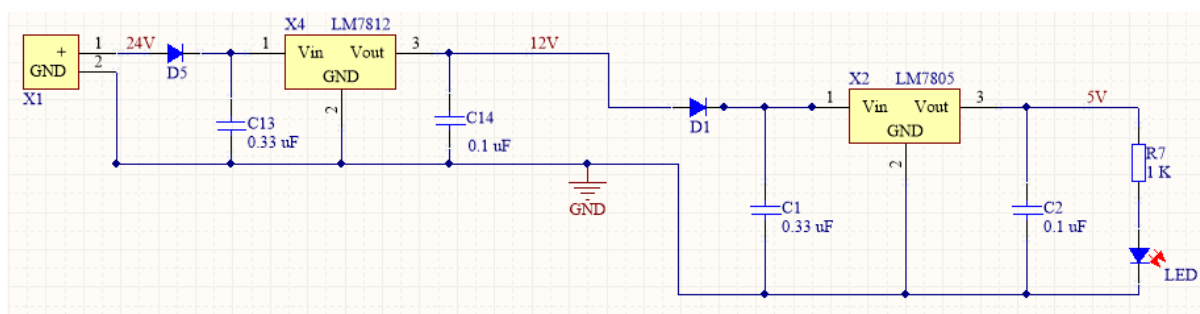 X4 LM7812
+ 1 24V 1 Vin Vout 3 12V
GND 2
X1
D5
GND
2
C13
0.33 uF
C14
0.1 uF
GND
D1
X2 LM7805
1 Vin Vout 3 5V
GND
2
C1
0.33 uF
C2
0.1 uF
R7
1 K
LED